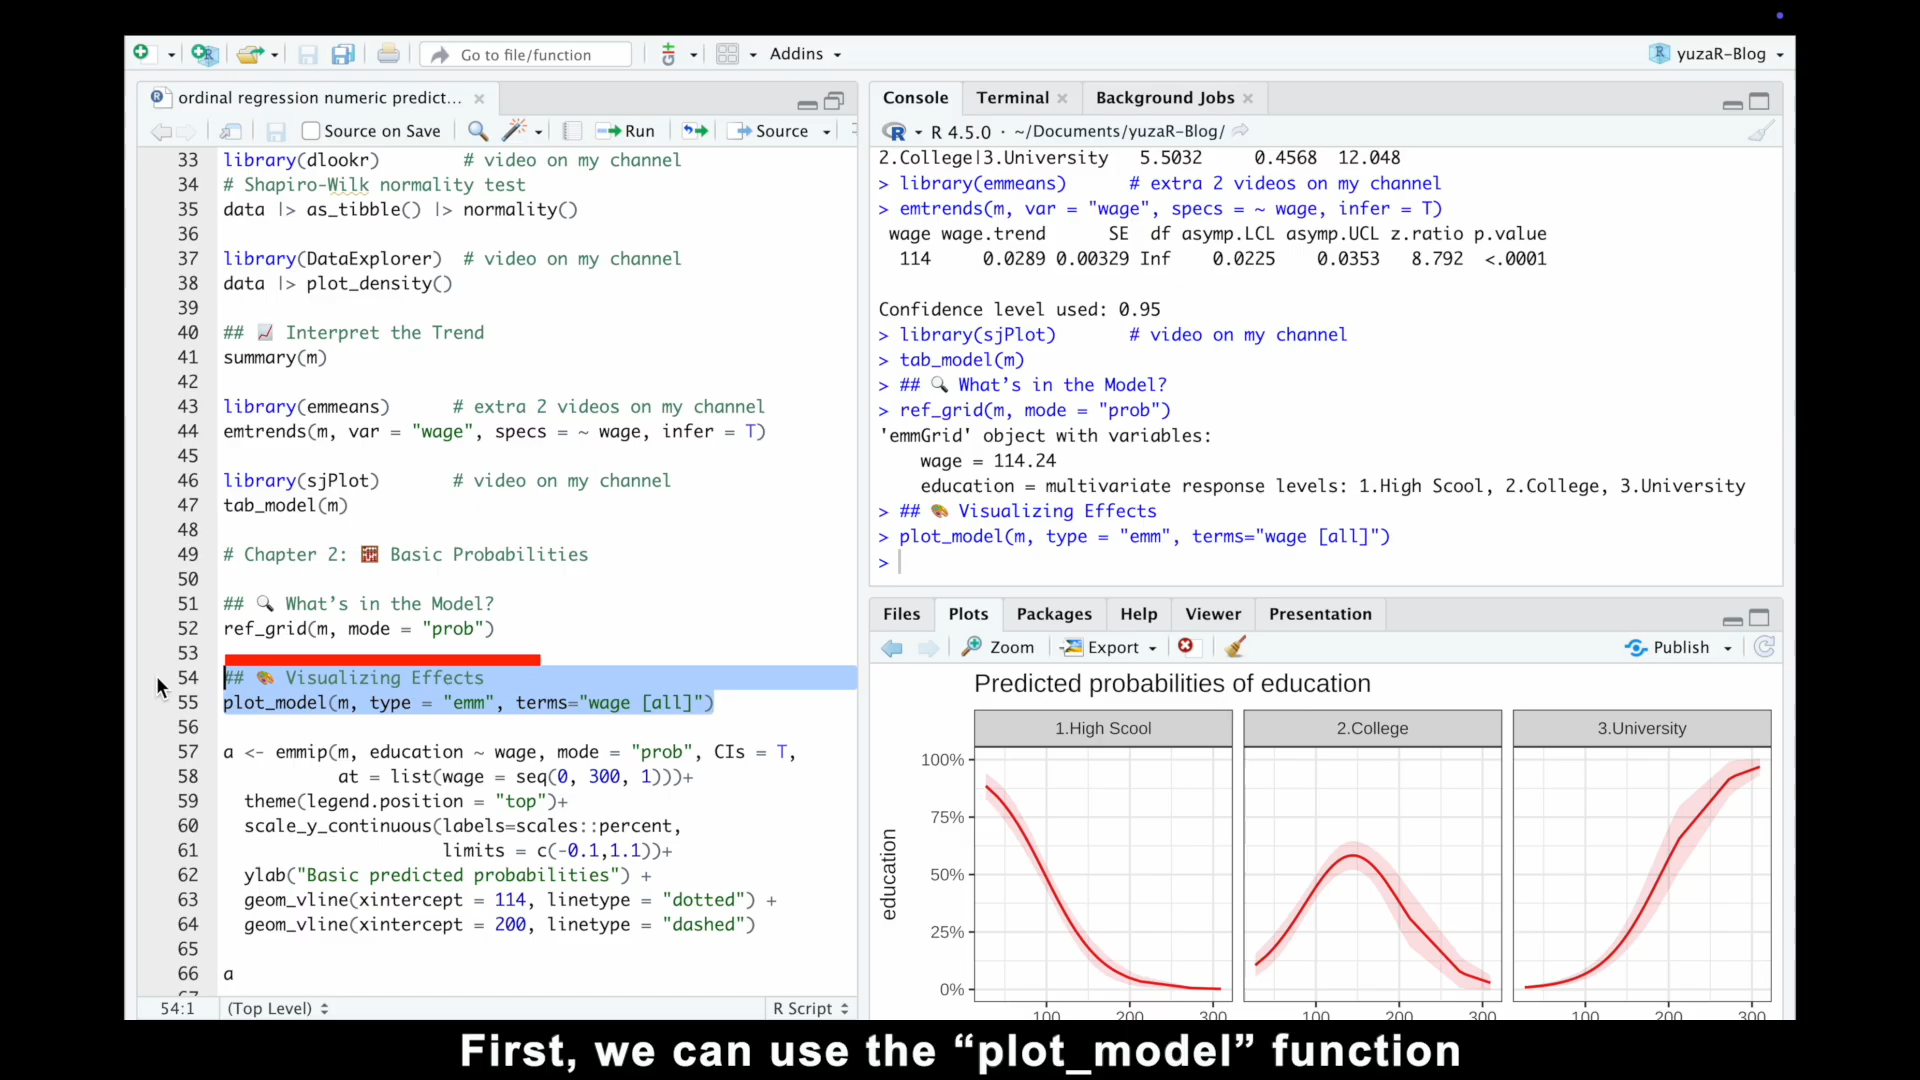 Go to file/function
Addins
yuzaR-Blog
ordinal regression numeric predict...
Source on Save
Run
Source
33 library(dlookr) # video on my channel
34 # Shapiro-Wilk normality test
35 data |> as_tibble() |> normality()
36
37 library(DataExplorer) # video on my channel
38 data |> plot_density()
39
40 ## 📈 Interpret the Trend
41 summary(m)
42
43 library(emmeans) # extra 2 videos on my channel
44 emtrends(m, var = "wage", specs = ~ wage, infer = T)
45
46 library(sjPlot) # video on my channel
47 tab_model(m)
48
49 # Chapter 2: 🧮 Basic Probabilities
50
51 ## 🔍 What’s in the Model?
52 ref_grid(m, mode = "prob")
53
54 ## 🎨 Visualizing Effects
55 plot_model(m, type = "emm", terms="wage [all]")
56
57 a <- emmip(m, education ~ wage, mode = "prob", CIs = T,
58 at = list(wage = seq(0, 300, 1)))+
59 theme(legend.position = "top")+
60 scale_y_continuous(labels=scales::percent,
61 limits = c(-0.1,1.1))+
62 ylab("Basic predicted probabilities") +
63 geom_vline(xintercept = 114, linetype = "dotted") +
64 geom_vline(xintercept = 200, linetype = "dashed")
65
66 a
54:1 (Top Level) R Script
Console Terminal Background Jobs
R 4.5.0 · ~/Documents/yuzaR-Blog/
2.College|3.University 5.5032 0.4568 12.048
> library(emmeans) # extra 2 videos on my channel
> emtrends(m, var = "wage", specs = ~ wage, infer = T)
wage wage.trend SE df asymp.LCL asymp.UCL z.ratio p.value
114 0.0289 0.00329 Inf 0.0225 0.0353 8.792 <.0001
Confidence level used: 0.95
> library(sjPlot) # video on my channel
> tab_model(m)
> ## 🔍 What’s in the Model?
> ref_grid(m, mode = "prob")
'emmGrid' object with variables:
wage = 114.24
education = multivariate response levels: 1.High Scool, 2.College, 3.University
> ## 🎨 Visualizing Effects
> plot_model(m, type = "emm", terms="wage [all]")
>
Files Plots Packages Help Viewer Presentation
Zoom Export Publish
Predicted probabilities of education
1.High Scool 2.College 3.University
education
100%
75%
50%
25%
0%
100 200 300 100 200 300 100 200 300
First, we can use the “plot_model” function